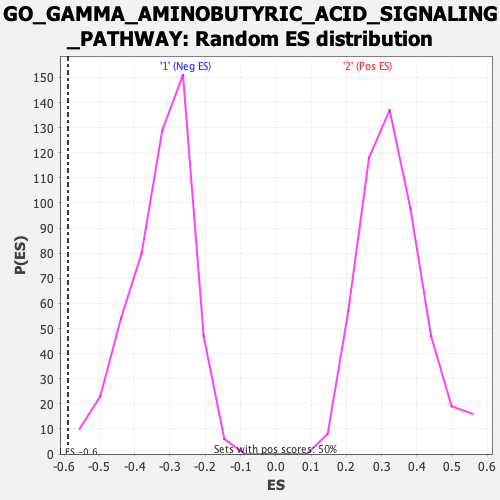 GO_GAMMA_AMINOBUTYRIC_ACID_SIGNALING
_PATHWAY: Random ES distribution
'1' (Neg ES) '2' (Pos ES)
150
140
130
120
110
100
90
80
70
60
50
40
30
20
10
0
P(ES)
ES -0.6
Sets with pos scores: 50%
-0.6 -0.5 -0.4 -0.3 -0.2 -0.1 0.0 0.1 0.2 0.3 0.4 0.5 0.6
ES